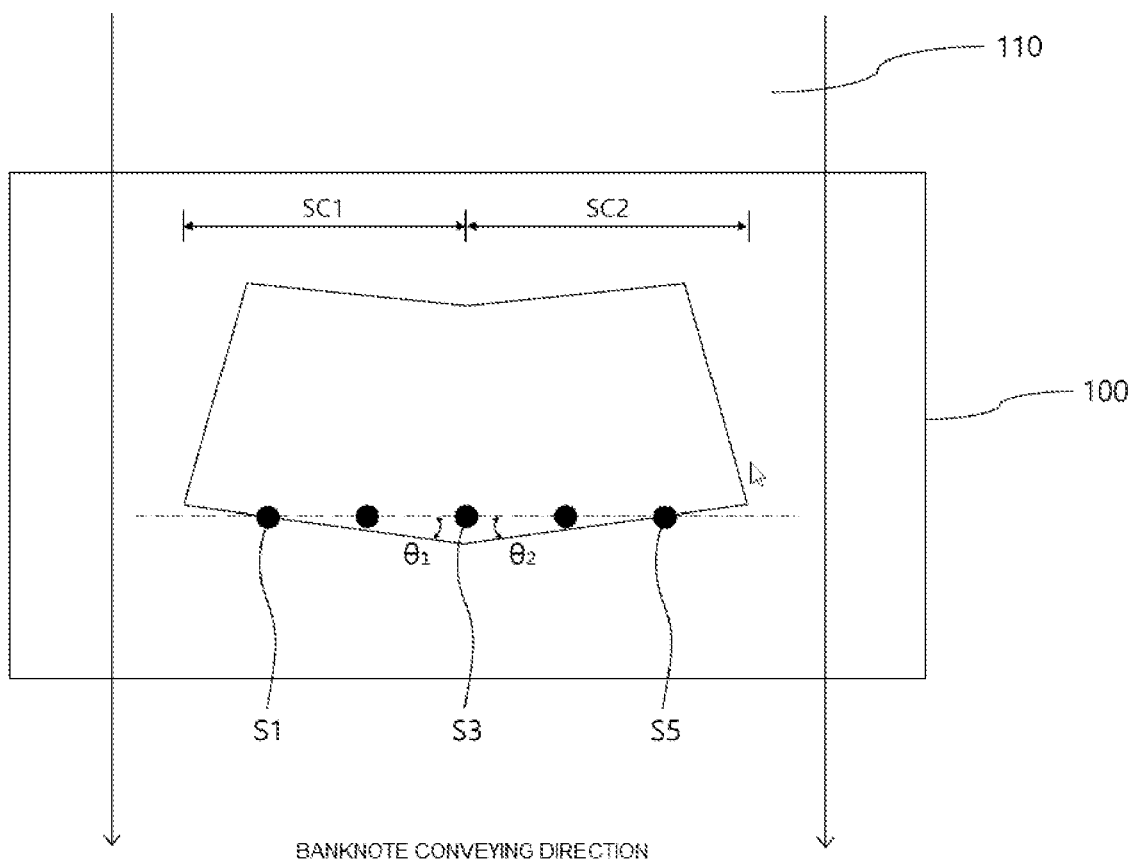 110
SC1 SC2
100
θ1 θ2
S1 S3 S5
BANKNOTE CONVEYING DIRECTION